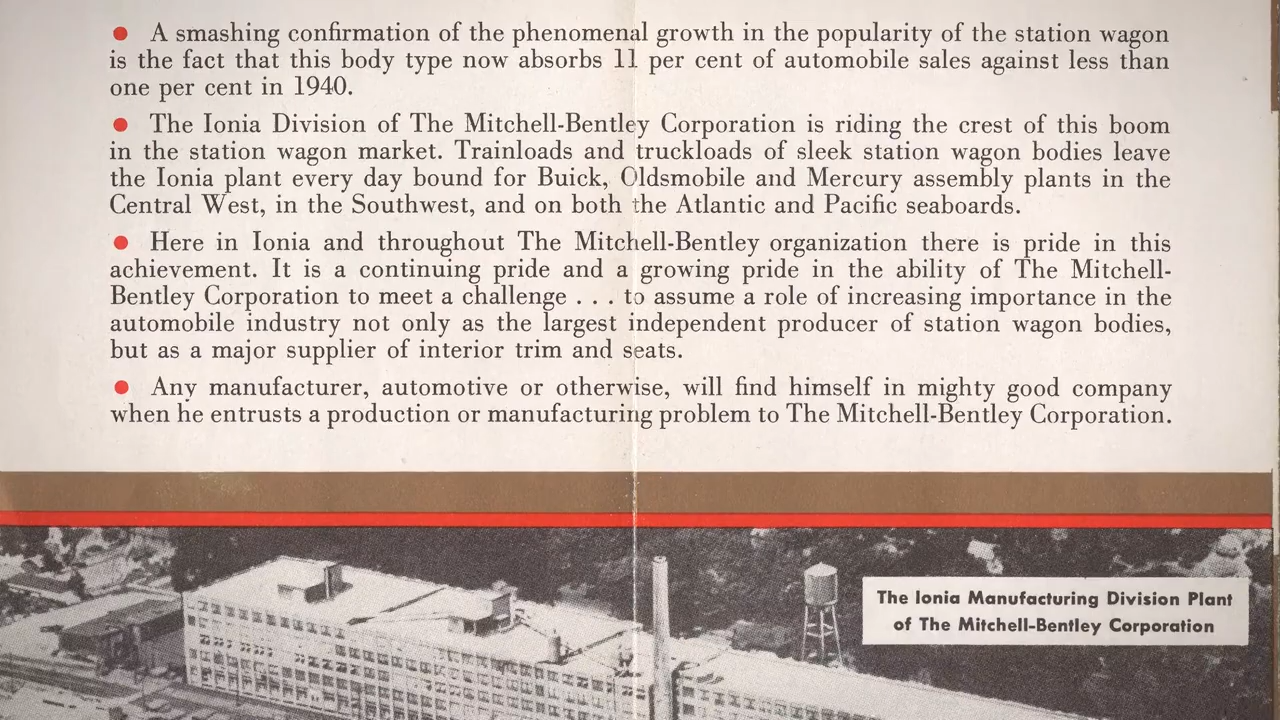 ● A smashing confirmation of the phenomenal growth in the popularity of the station wagon
is the fact that this body type now absorbs 11 per cent of automobile sales against less than
one per cent in 1940.
● The Ionia Division of The Mitchell-Bentley Corporation is riding the crest of this boom
in the station wagon market. Trainloads and truckloads of sleek station wagon bodies leave
the Ionia plant every day bound for Buick, Oldsmobile and Mercury assembly plants in the
Central West, in the Southwest, and on both the Atlantic and Pacific seaboards.
● Here in Ionia and throughout The Mitchell-Bentley organization there is pride in this
achievement. It is a continuing pride and a growing pride in the ability of The Mitchell-
Bentley Corporation to meet a challenge . . . to assume a role of increasing importance in the
automobile industry not only as the largest independent producer of station wagon bodies,
but as a major supplier of interior trim and seats.
● Any manufacturer, automotive or otherwise, will find himself in mighty good company
when he entrusts a production or manufacturing problem to The Mitchell-Bentley Corporation.
The Ionia Manufacturing Division Plant
of The Mitchell-Bentley Corporation